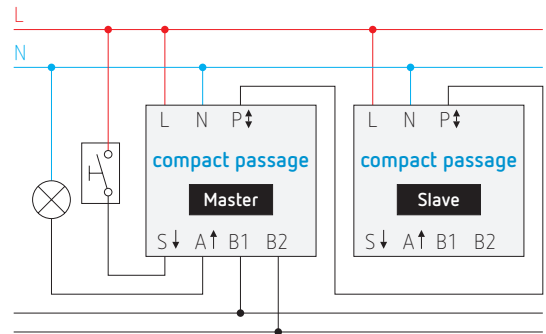 L
N
L N P↕ L N P↕
compact passage compact passage
Master Slave
S↓ A↑ B1 B2 S↓ A↑ B1 B2